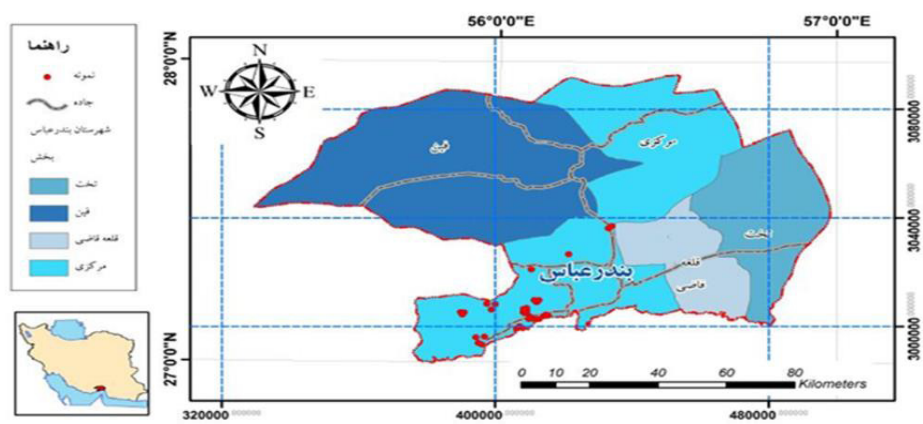 راهنما
نمونه
جاده
شهرستان بندرعباس
بخش
تخت
فین
قلعه قاضی
مرکزی
56°0'0"E
57°0'0"E
28°0'0"N
27°0'0"N
N
W
E
S
فین
مرکزی
تخت
قلعه
قاضی
بندرعباس
3080000
3040000
3000000
0 10 20 40 60 80
Kilometers
320000
400000
480000